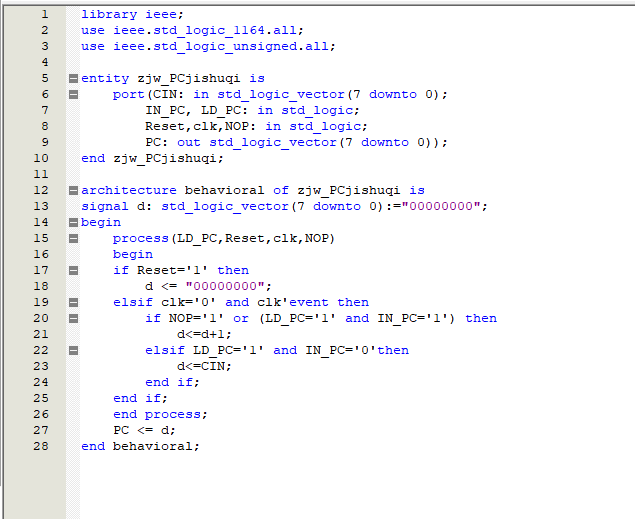 1 library ieee;
2 use ieee.std_logic_1164.all;
3 use ieee.std_logic_unsigned.all;
4
5 entity zjw_PCjishuqi is
6 port(CIN: in std_logic_vector(7 downto 0);
7 IN_PC, LD_PC: in std_logic;
8 Reset,clk,NOP: in std_logic;
9 PC: out std_logic_vector(7 downto 0));
10 end zjw_PCjishuqi;
11
12 architecture behavioral of zjw_PCjishuqi is
13 signal d: std_logic_vector(7 downto 0):="00000000";
14 begin
15 process(LD_PC,Reset,clk,NOP)
16 begin
17 if Reset='1' then
18 d <= "00000000";
19 elsif clk='0' and clk'event then
20 if NOP='1' or (LD_PC='1' and IN_PC='1') then
21 d<=d+1;
22 elsif LD_PC='1' and IN_PC='0'then
23 d<=CIN;
24 end if;
25 end if;
26 end process;
27 PC <= d;
28 end behavioral;